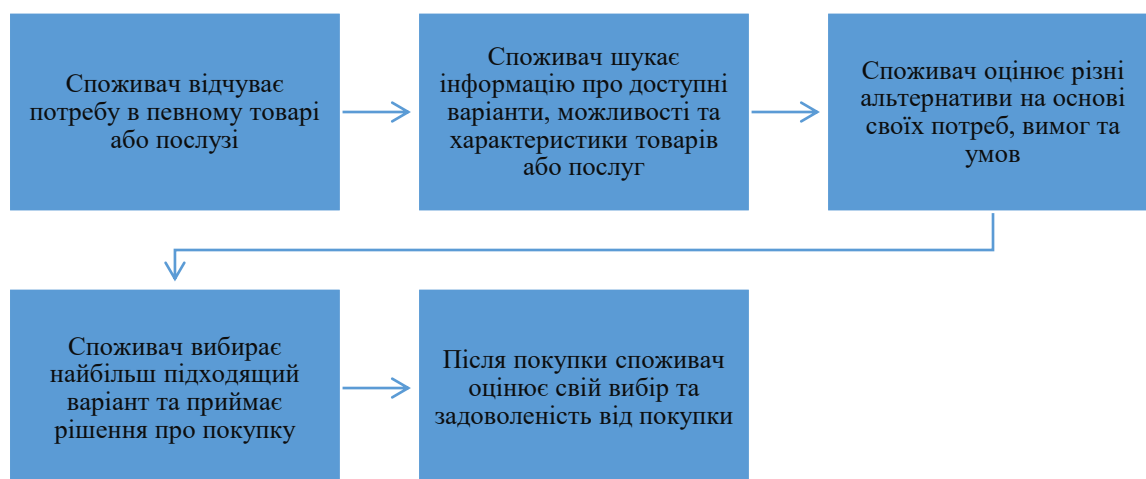 Споживач відчуває
потребу в певному товарі
або послузі
Споживач шукає
інформацію про доступні
варіанти, можливості та
характеристики товарів
або послуг
Споживач оцінює різні
альтернативи на основі
своїх потреб, вимог та
умов
Споживач вибирає
найбільш підходящий
варіант та приймає
рішення про покупку
Після покупки споживач
оцінює свій вибір та
задоволеність від покупки